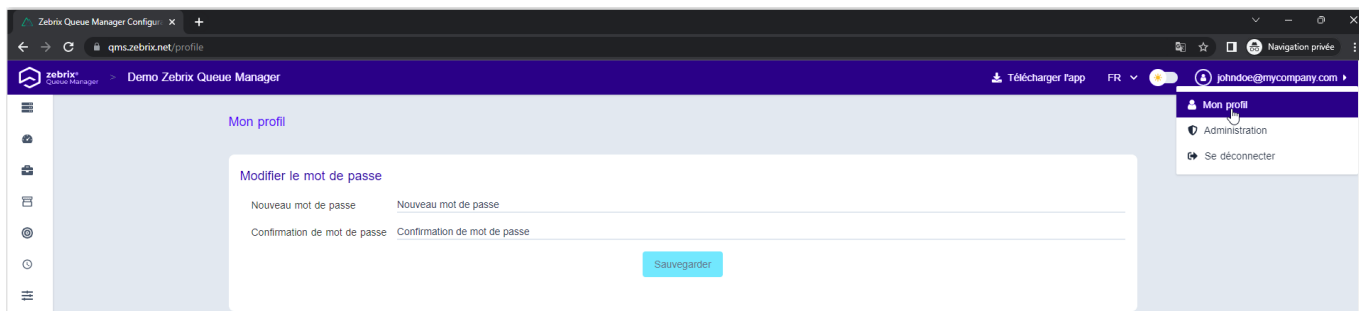 Zebrix Queue Manager Configur
qms.zebrix.net/profile
Navigation privée
zebrix®
Queue Manager
> Demo Zebrix Queue Manager
Télécharger l'app
FR
johndoe@mycompany.com
Mon profil
Administration
Se déconnecter
Mon profil
Modifier le mot de passe
Nouveau mot de passe Nouveau mot de passe
Confirmation de mot de passe Confirmation de mot de passe
Sauvegarder